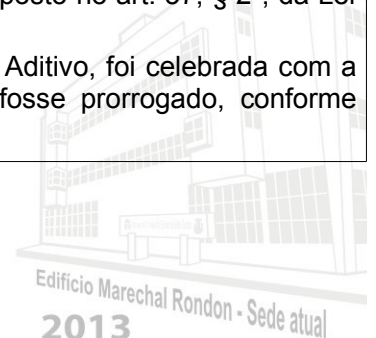 posto no art. 57, § 2º, da Lei
Aditivo, foi celebrada com a
fosse prorrogado, conforme
Edifício Marechal Rondon - Sede atual
2013